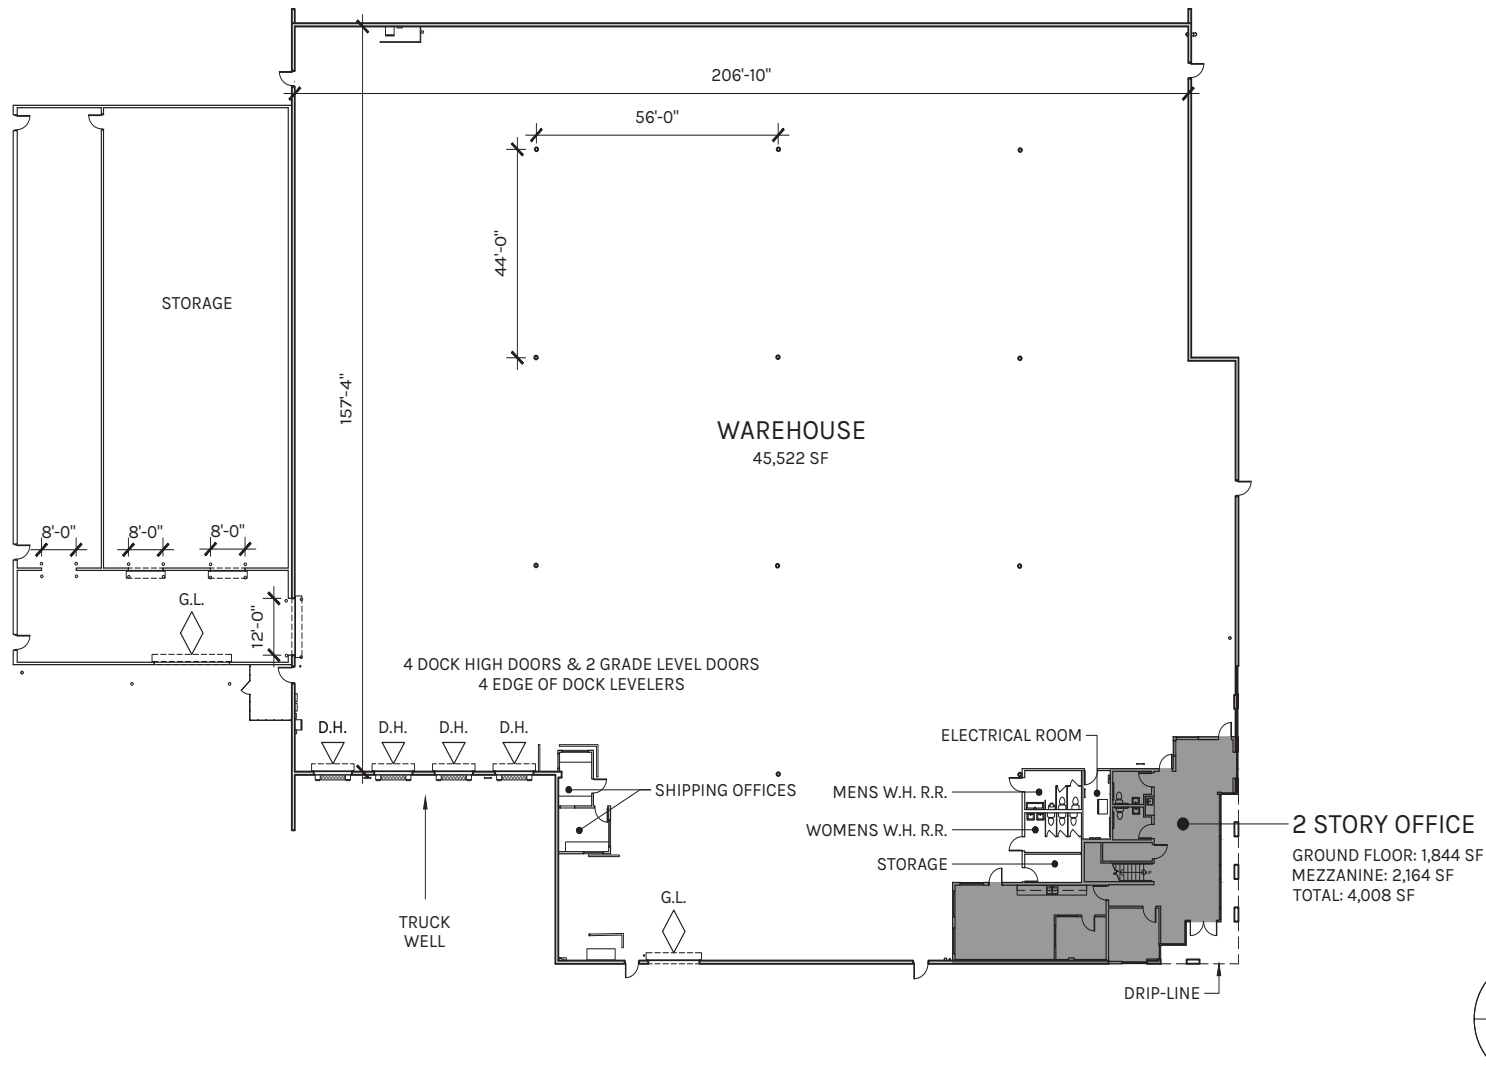 206'-10"
56'-0"
44'-0"
STORAGE
157'-4"
WAREHOUSE
45,522 SF
8'-0"
8'-0"
8'-0"
G.L.
12'-0"
4 DOCK HIGH DOORS & 2 GRADE LEVEL DOORS
4 EDGE OF DOCK LEVELERS
D.H.
D.H.
D.H.
D.H.
ELECTRICAL ROOM
SHIPPING OFFICES
MENS W.H. R.R.
WOMENS W.H. R.R.
STORAGE
2 STORY OFFICE
GROUND FLOOR: 1,844 SF
MEZZANINE: 2,164 SF
TOTAL: 4,008 SF
G.L.
TRUCK
WELL
DRIP-LINE